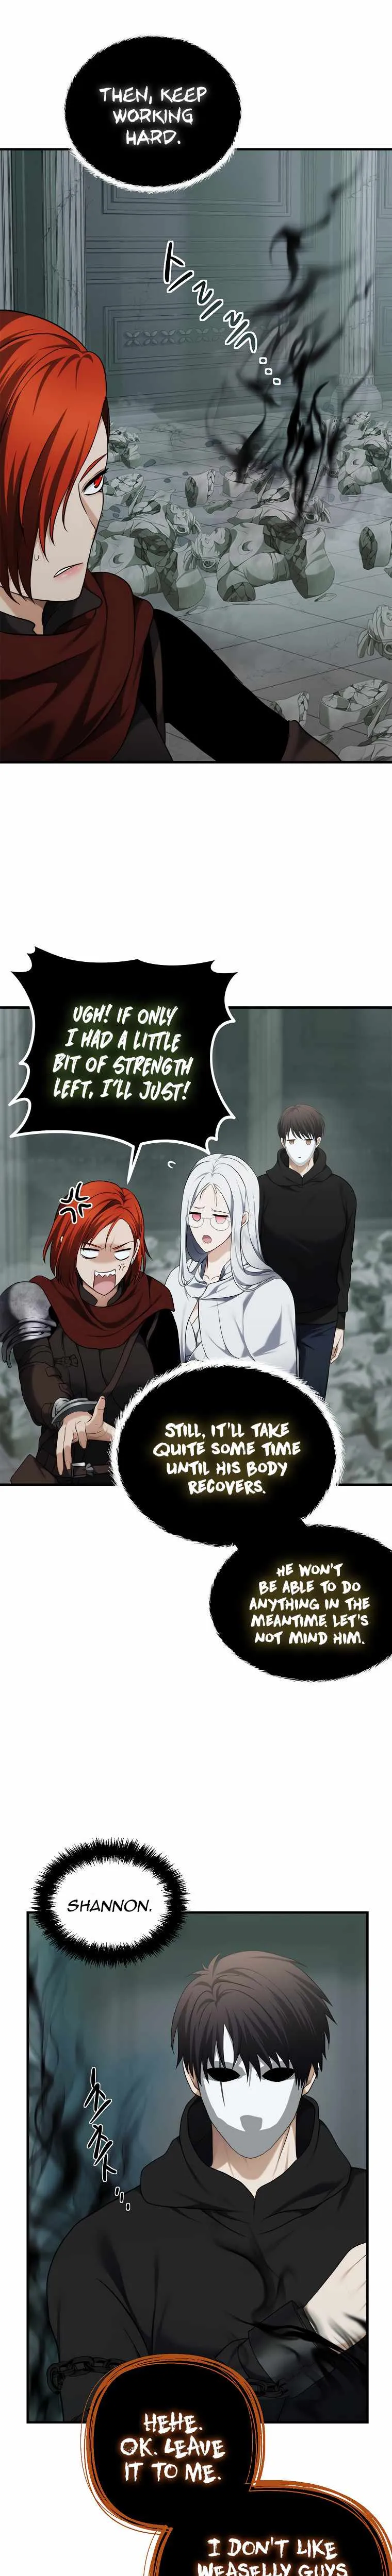 THEN, KEEP
WORKING
HARD.
UGH! IF ONLY
I HAD A LITTLE
BIT OF STRENGTH
LEFT, I'LL JUST!
STILL, IT'LL TAKE
QUITE SOME TIME
UNTIL HIS BODY
RECOVERS.
HE WON'T
BE ABLE TO DO
ANYTHING IN THE
MEANTIME. LET'S
NOT MIND HIM.
SHANNON.
HEHE.
OK. LEAVE
IT TO ME.
I DON'T LIKE
WEASELLY GUYS